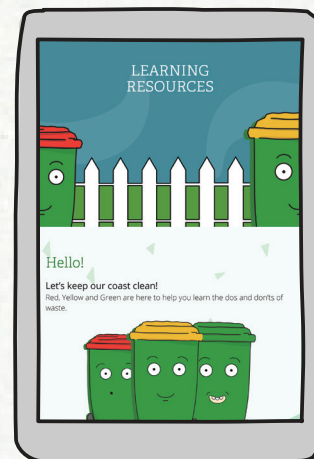 LEARNING
RESOURCES
Hello!
Let's keep our coast clean!
Red, Yellow and Green are here to help you learn the dos and don'ts of
waste.